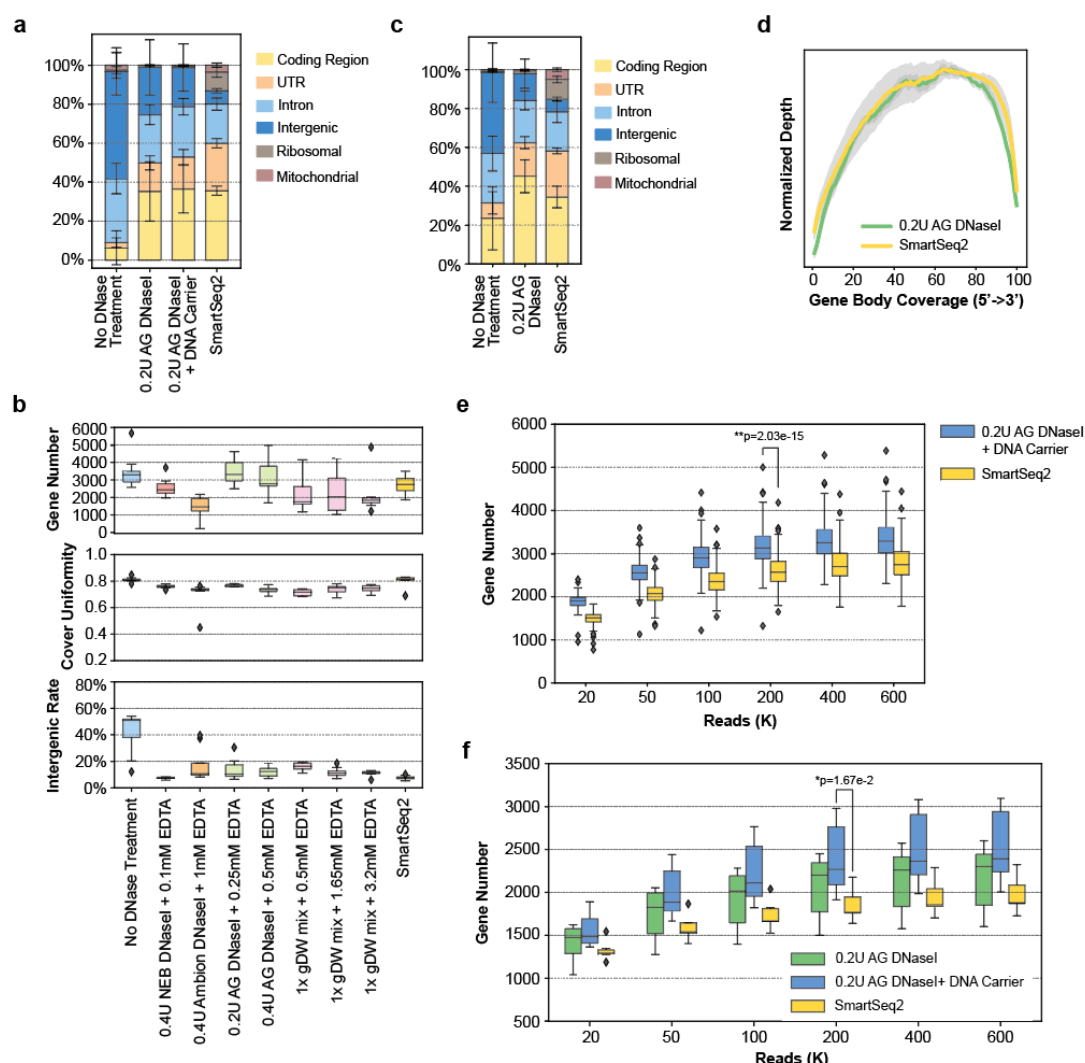 a
100%
80%
60%
40%
20%
0%
No DNase
Treatment
0.2U AG DNaseI
0.2U AG DNaseI
+ DNA Carrier
SmartSeq2
Coding Region
UTR
Intron
Intergenic
Ribosomal
Mitochondrial
c
100%
80%
60%
40%
20%
0%
No DNase
Treatment
0.2U AG
DNaseI
SmartSeq2
Coding Region
UTR
Intron
Intergenic
Ribosomal
Mitochondrial
d
Normalized Depth
0.2U AG DNaseI
SmartSeq2
0 20 40 60 80 100
Gene Body Coverage (5'->3')
b
Gene Number
6000
5000
4000
3000
2000
1000
0
Cover Uniformity
1.0
0.8
0.6
0.4
0.2
Intergenic Rate
80%
60%
40%
20%
0%
No DNase Treatment
0.4U NEB DNaseI + 0.1mM EDTA
0.4U Ambion DNaseI + 1mM EDTA
0.2U AG DNaseI + 0.25mM EDTA
0.4U AG DNaseI + 0.5mM EDTA
1x gDW mix + 0.5mM EDTA
1x gDW mix + 1.65mM EDTA
1x gDW mix + 3.2mM EDTA
SmartSeq2
e
Gene Number
6000
5000
4000
3000
2000
1000
0
**p=2.03e-15
20 50 100 200 400 600
Reads (K)
0.2U AG DNaseI
+ DNA Carrier
SmartSeq2
f
Gene Number
3500
3000
2500
2000
1500
1000
500
*p=1.67e-2
0.2U AG DNaseI
0.2U AG DNaseI+ DNA Carrier
SmartSeq2
20 50 100 200 400 600
Reads (K)